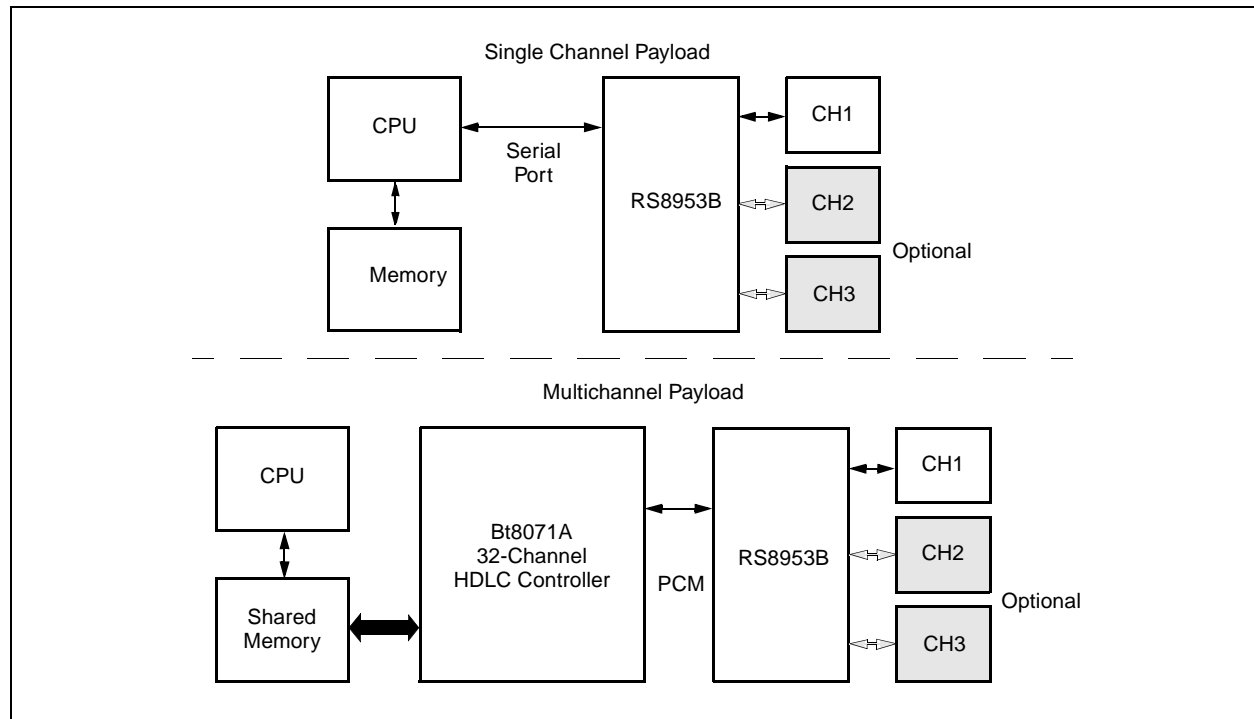 Single Channel Payload
CPU
Serial
Port
Memory
RS8953B
CH1
CH2
CH3
Optional
Multichannel Payload
CPU
Shared
Memory
Bt8071A
32-Channel
HDLC Controller
PCM
RS8953B
CH1
CH2
CH3
Optional